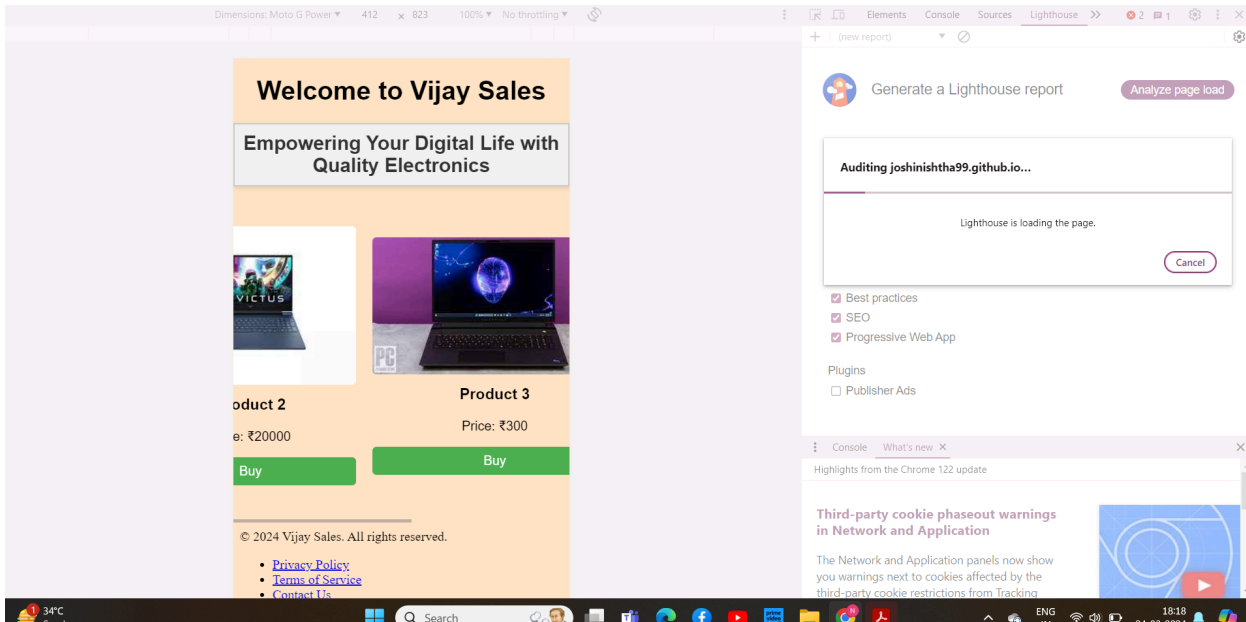 Dimensions: Moto G Power ▼ 412 x 823 100% ▼ No throttling ▼
Elements Console Sources Lighthouse >> 2 1
+ (new report) ▼
Welcome to Vijay Sales
Empowering Your Digital Life with
Quality Electronics
VICTUS
oduct 2
e: ₹20000
Buy
PC
Product 3
Price: ₹300
Buy
© 2024 Vijay Sales. All rights reserved.
Privacy Policy
Terms of Service
Contact Us
Generate a Lighthouse report
Analyze page load
Auditing joshinishtha99.github.io...
Lighthouse is loading the page.
Cancel
Best practices
SEO
Progressive Web App
Plugins
Publisher Ads
Console What's new
Highlights from the Chrome 122 update
Third-party cookie phaseout warnings
in Network and Application
The Network and Application panels now show
you warnings next to cookies affected by the
third-party cookie restrictions from Tracking
1 34°C
Search
prime video
N
ENG
18:18